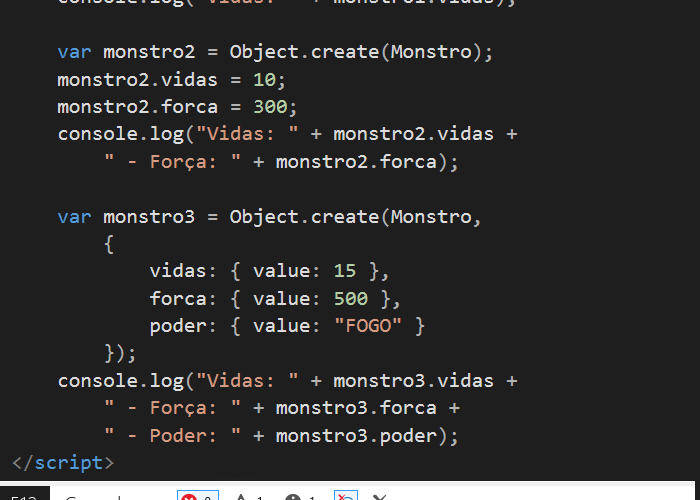 var monstro2 = Object.create(Monstro);
monstro2.vidas = 10;
monstro2.forca = 300;
console.log("Vidas: " + monstro2.vidas +
" - Força: " + monstro2.forca);
var monstro3 = Object.create(Monstro,
{
vidas: { value: 15 },
forca: { value: 500 },
poder: { value: "FOGO" }
});
console.log("Vidas: " + monstro3.vidas +
" - Força: " + monstro3.forca +
" - Poder: " + monstro3.poder);
</script>